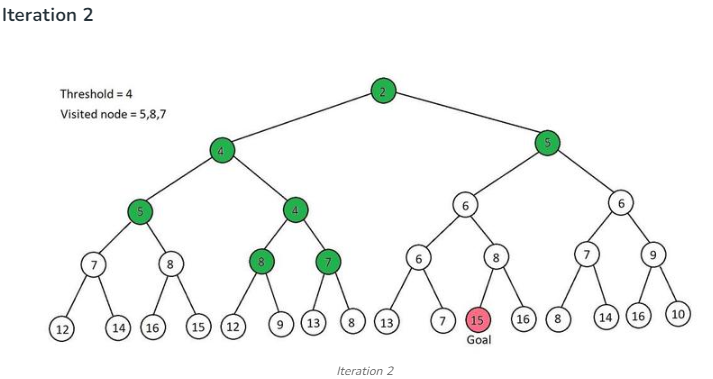 Iteration 2
Threshold = 4
Visited node = 5,8,7
2
4 5
5 4 6 6
7 8 8 7 6 8 7 9
12 14 16 15 12 9 13 8 13 7 15 16 8 14 16 10
Goal
Iteration 2